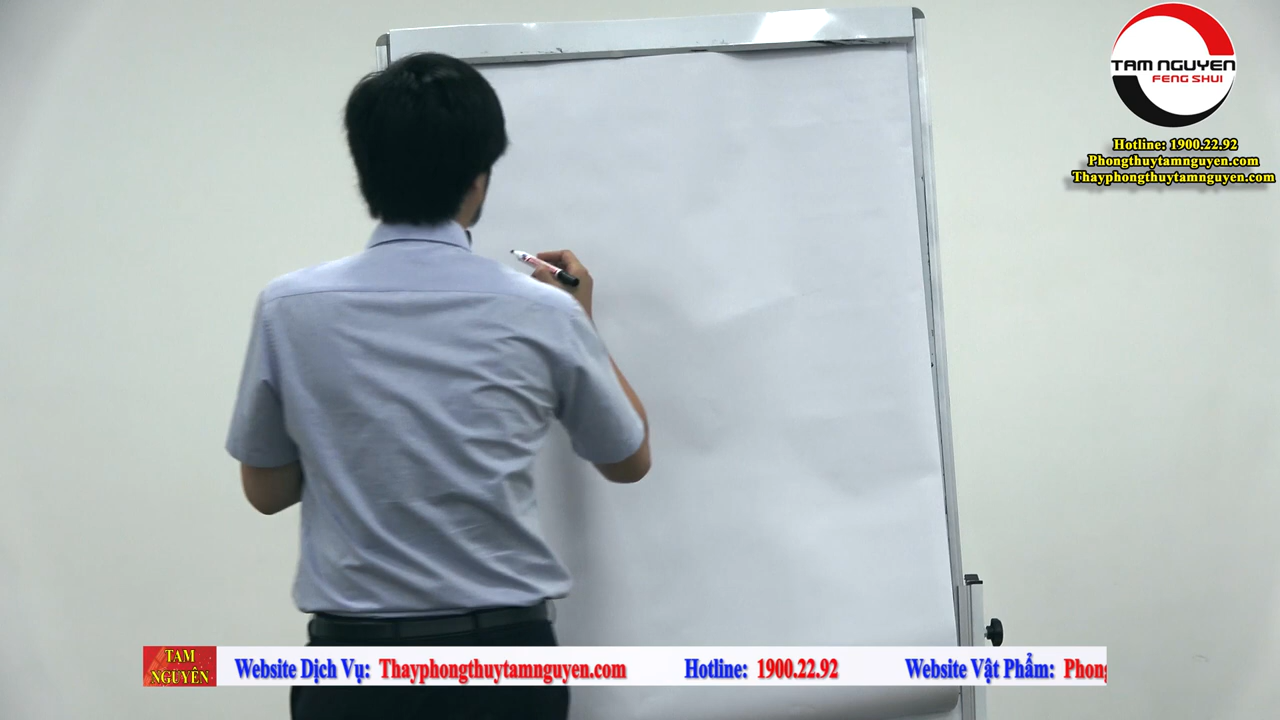 TAM NGUYEN
FENG SHUI
Hotline: 1900.22.92
Phongthuytamnguyen.com
Thayphongthuytamnguyen.com
TAM
NGUYÊN
Website Dịch Vụ: Thayphongthuytamnguyen.com Hotline: 1900.22.92 Website Vật Phẩm: Phong